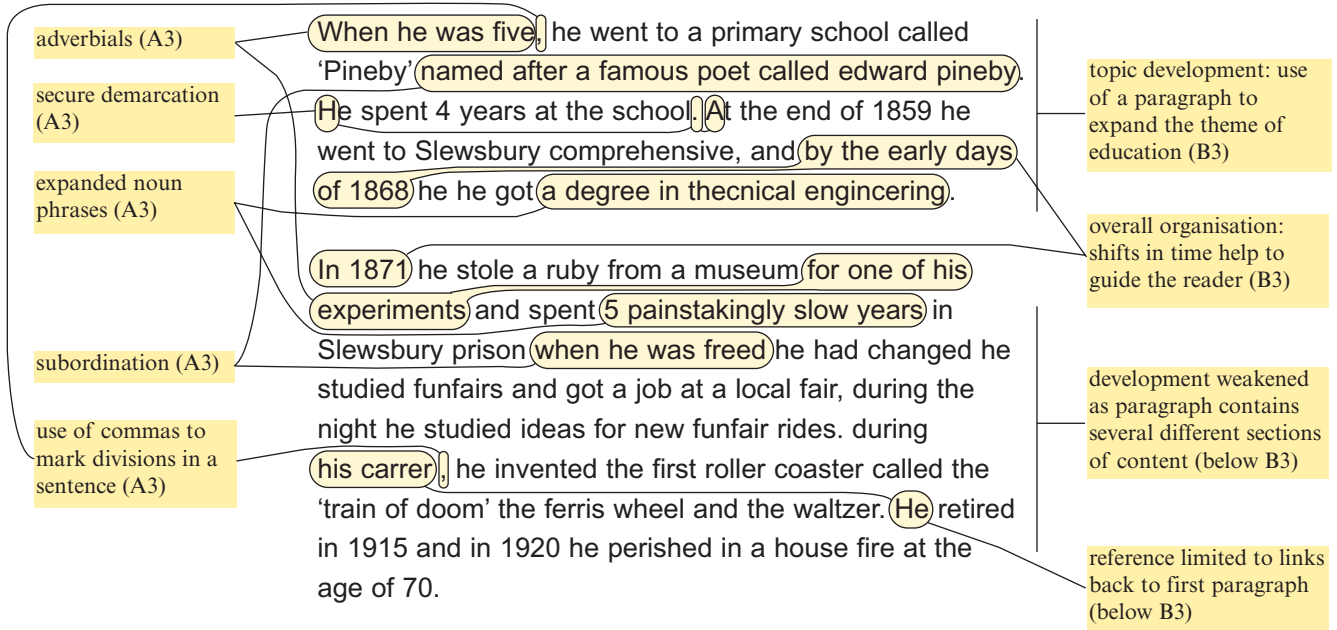 adverbials (A3)
secure demarcation
(A3)
expanded noun
phrases (A3)
subordination (A3)
use of commas to
mark divisions in a
sentence (A3)
When he was five, he went to a primary school called
‘Pineby’ named after a famous poet called edward pineby.
He spent 4 years at the school. At the end of 1859 he
went to Slewsbury comprehensive, and by the early days
of 1868 he he got a degree in thecnical engincering.
In 1871 he stole a ruby from a museum for one of his
experiments and spent 5 painstakingly slow years in
Slewsbury prison when he was freed he had changed he
studied funfairs and got a job at a local fair, during the
night he studied ideas for new funfair rides. during
his carrer, he invented the first roller coaster called the
‘train of doom’ the ferris wheel and the waltzer. He retired
in 1915 and in 1920 he perished in a house fire at the
age of 70.
topic development: use
of a paragraph to
expand the theme of
education (B3)
overall organisation:
shifts in time help to
guide the reader (B3)
development weakened
as paragraph contains
several different sections
of content (below B3)
reference limited to links
back to first paragraph
(below B3)